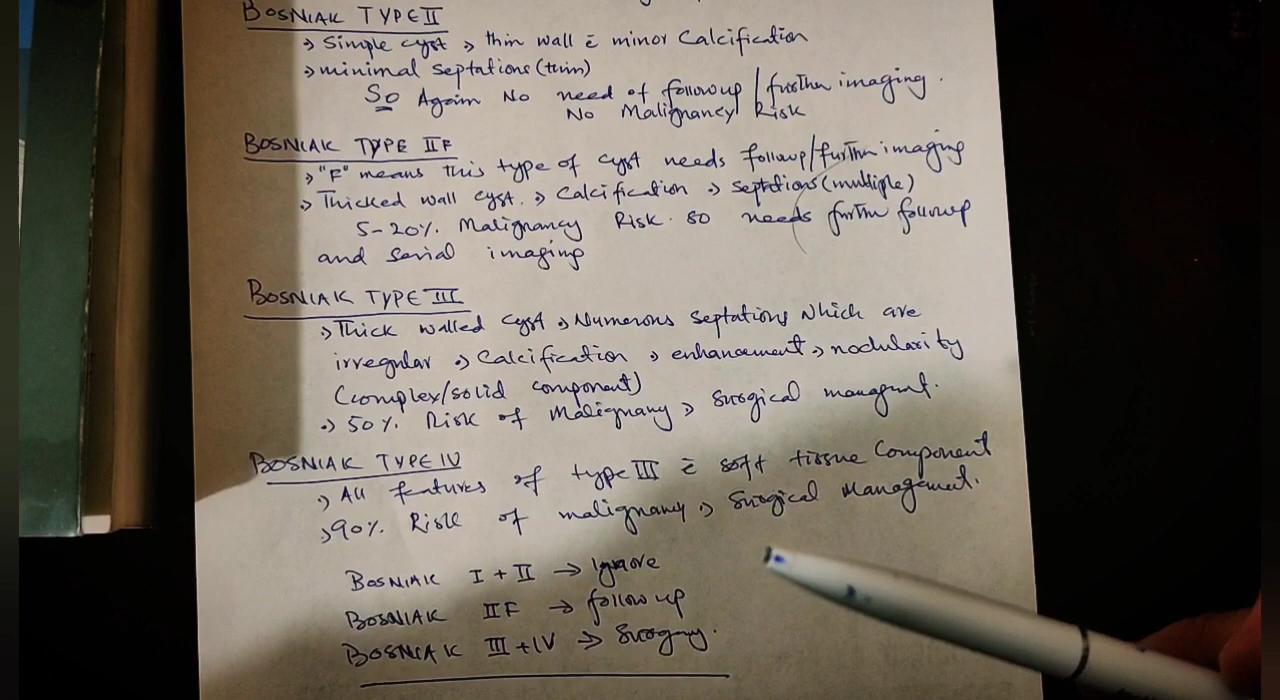 BOSNIAK TYPE II
→ Simple cyst → thin wall c̄ minor Calcification
→ minimal septations (thin)
So Again No need of followup / further imaging.
No Malignancy Risk
BOSNIAK TYPE IIF
→ "F" means this type of cyst needs followup/further imaging
→ Thicked wall cyst. → Calcification → septations (multiple)
5-20% Malignancy Risk. so needs further followup
and serial imaging
BOSNIAK TYPE III
→ Thick walled cyst → Numerous septations which are
irregular → Calcification → enhancement → nodularity
(complex/solid component)
→ 50% Risk of Malignancy → surgical
BOSNIAK TYPE IV
→ All features of type III c̄ soft tissue Component
→ 90% Risk of malignancy → Surgical Management.
BOSNIAK I + II → Ignore
BOSNIAK IIF → follow up
BOSNIAK III + IV → Surgery.